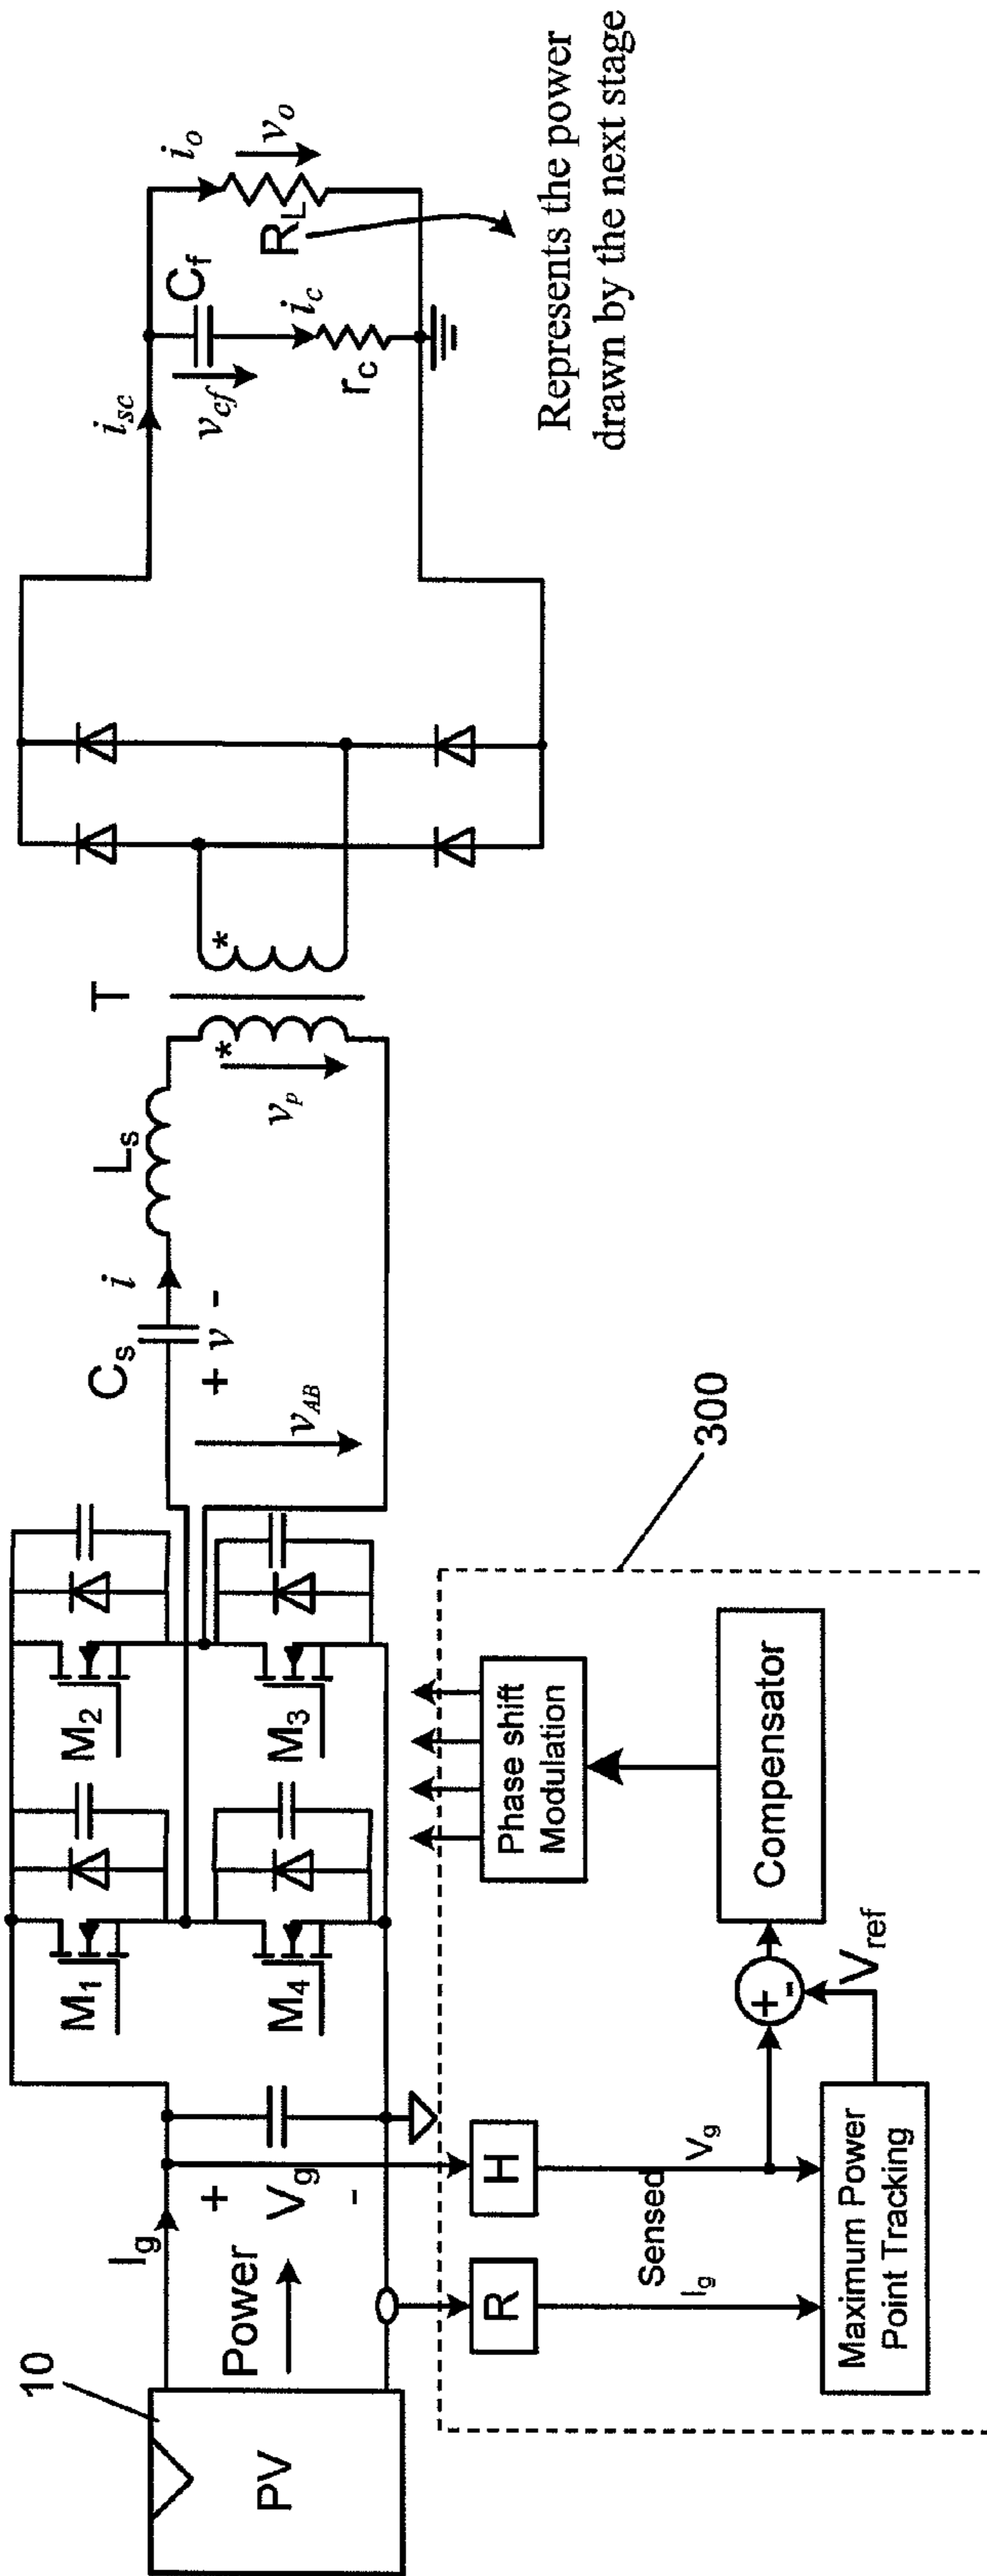 10
PV
Power
I_g
+
V_g
-
M_1
M_2
M_4
M_3
C_s
+ v -
i
L_s
v_AB
T
*
*
v_p
i_sc
C_f
v_cf
i_c
r_c
R_L
i_o
v_o
Represents the power
drawn by the next stage
300
R
H
Sensed
I_g
V_g
Maximum Power
Point Tracking
+
-
V_ref
Compensator
Phase shift
Modulation